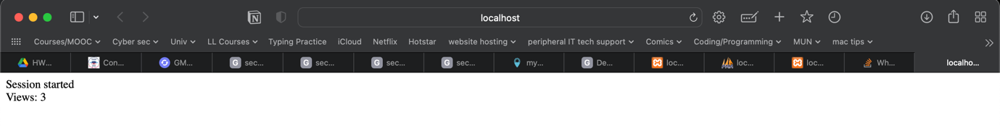 localhost
Courses/MOOC Cyber sec Univ LL Courses Typing Practice iCloud Netflix Hotstar website hosting peripheral IT tech support Comics Coding/Programming MUN mac tips
HW... Con... GM... G sec... G sec... G sec... G sec... my... G De... loc... loc... loc... Wh... localho...
Session started
Views: 3